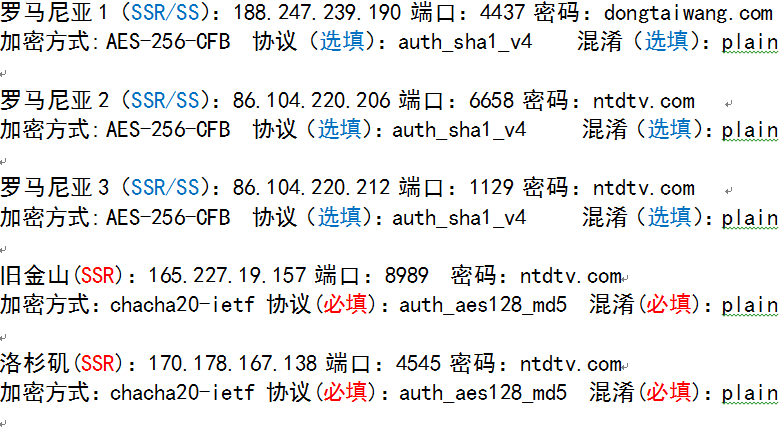 罗马尼亚1（SSR/SS）：188.247.239.190 端口：4437 密码：dongtaiwang.com
加密方式：AES-256-CFB 协议（选填）：auth_sha1_v4 混淆（选填）：plain
罗马尼亚2（SSR/SS）：86.104.220.206 端口：6658 密码：ntdtv.com
加密方式：AES-256-CFB 协议（选填）：auth_sha1_v4 混淆（选填）：plain
罗马尼亚3（SSR/SS）：86.104.220.212 端口：1129 密码：ntdtv.com
加密方式：AES-256-CFB 协议（选填）：auth_sha1_v4 混淆（选填）：plain
旧金山(SSR)：165.227.19.157 端口：8989 密码：ntdtv.com
加密方式：chacha20-ietf 协议(必填)：auth_aes128_md5 混淆(必填)：plain
洛杉矶(SSR)：170.178.167.138 端口：4545 密码：ntdtv.com
加密方式：chacha20-ietf 协议(必填)：auth_aes128_md5 混淆(必填)：plain